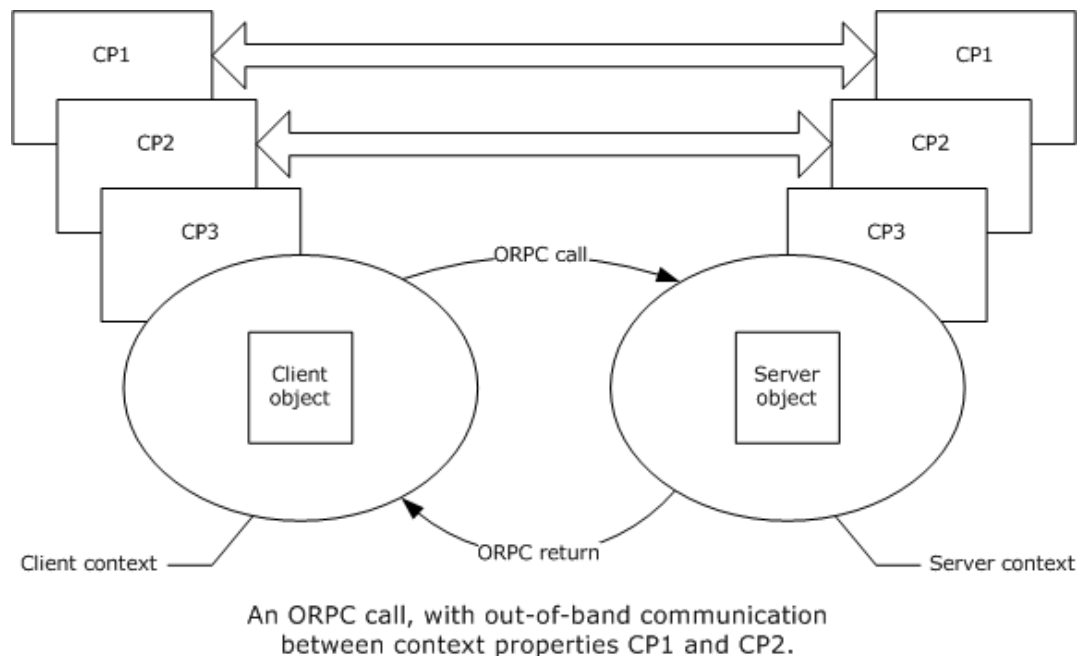 CP1
CP1
CP2
CP2
CP3
CP3
ORPC call
Client
object
Server
object
ORPC return
Client context
Server context
An ORPC call, with out-of-band communication
between context properties CP1 and CP2.